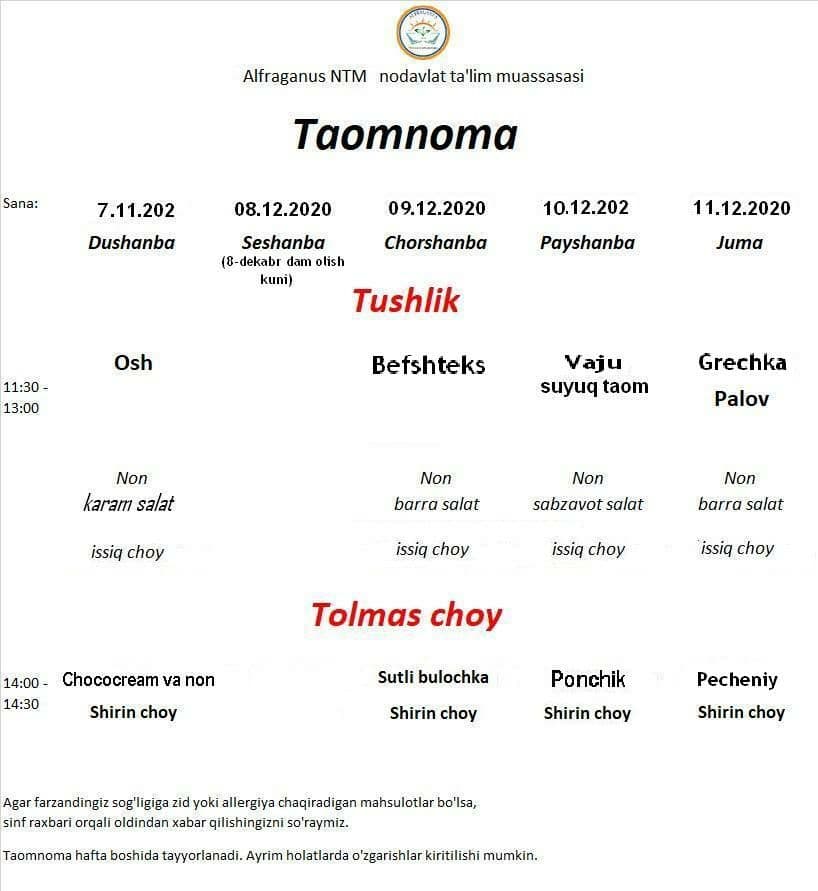 ALFRAGANUS
Alfraganus NTM nodavlat ta'lim muassasasi
Taomnoma
Sana: 7.11.202 08.12.2020 09.12.2020 10.12.202 11.12.2020
Dushanba Seshanba Chorshanba Payshanba Juma
(8-dekabr dam olish
kuni)
Tushlik
11:30 -
13:00
Osh Befshteks Vaju Grechka
suyuq taom Palov
Non Non Non Non
karam salat barra salat sabzavot salat barra salat
issiq choy issiq choy issiq choy issiq choy
Tolmas choy
14:00 -
14:30
Chococream va non Sutli bulochka Ponchik Pecheniy
Shirin choy Shirin choy Shirin choy Shirin choy
Agar farzandingiz sog'ligiga zid yoki allergiya chaqiradigan mahsulotlar bo'lsa,
sinf raxbari orqali oldindan xabar qilishingizni so'raymiz.
Taomnoma hafta boshida tayyorlanadi. Ayrim holatlarda o'zgarishlar kiritilishi mumkin.